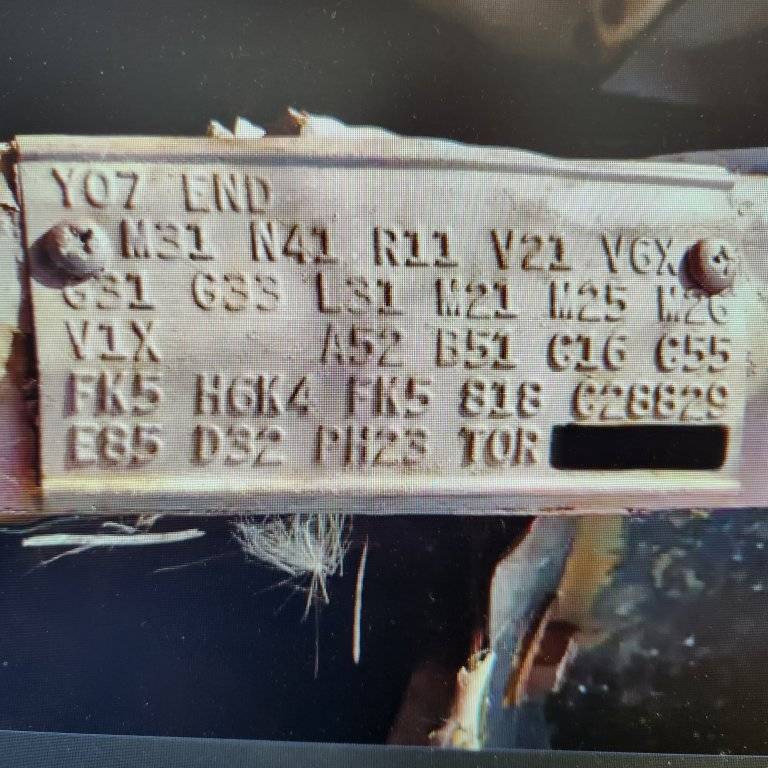 Y07 END
M31 N41 R11 V21 V6X
G31 G33 L31 M21 M25 M26
V1X A52 B51 C16 C55
FK5 H6K4 FK5 818 C28829
E85 D32 PH23 TOR